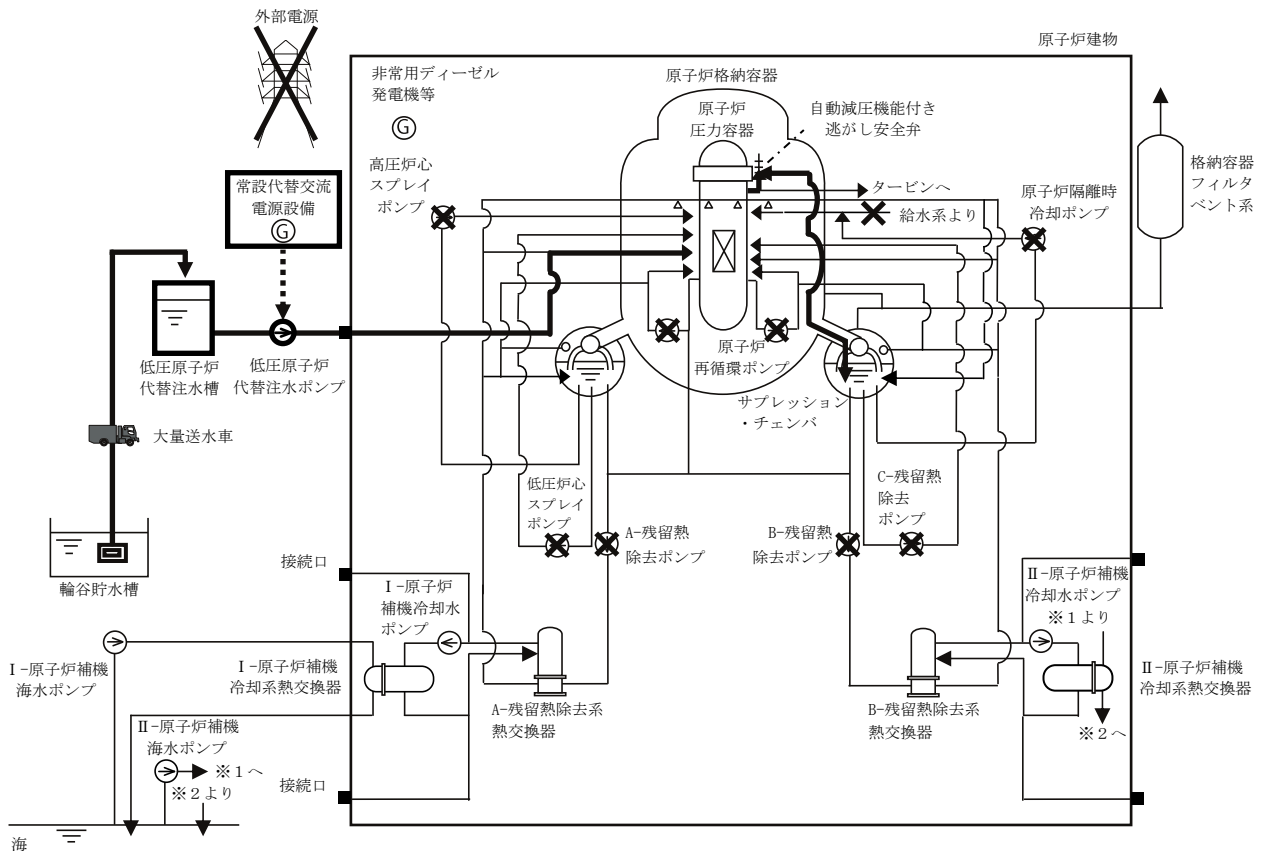 外部電源
原子炉建物
非常用ディーゼル
発電機等
G
原子炉格納容器
原子炉
圧力容器
自動減圧機能付き
逃がし安全弁
高圧炉心
スプレイ
ポンプ
常設代替交流
電源設備
G
タービンへ
給水系より
原子炉隔離時
冷却ポンプ
格納容器
フィルタ
ベント系
低圧原子炉
代替注水槽
低圧原子炉
代替注水ポンプ
原子炉
再循環ポンプ
サプレッション
・チェンバ
大量送水車
低圧炉心
スプレイ
ポンプ
A-残留熱
除去ポンプ
B-残留熱
除去ポンプ
C-残留熱
除去
ポンプ
輪谷貯水槽
接続口
Ⅰ-原子炉
補機冷却水
ポンプ
Ⅱ-原子炉補機
冷却水ポンプ
※1より
Ⅰ-原子炉補機
海水ポンプ
Ⅰ-原子炉補機
冷却系熱交換器
A-残留熱除去系
熱交換器
B-残留熱除去系
熱交換器
Ⅱ-原子炉補機
冷却系熱交換器
※2へ
Ⅱ-原子炉補機
海水ポンプ
※1へ
※2より
接続口
海